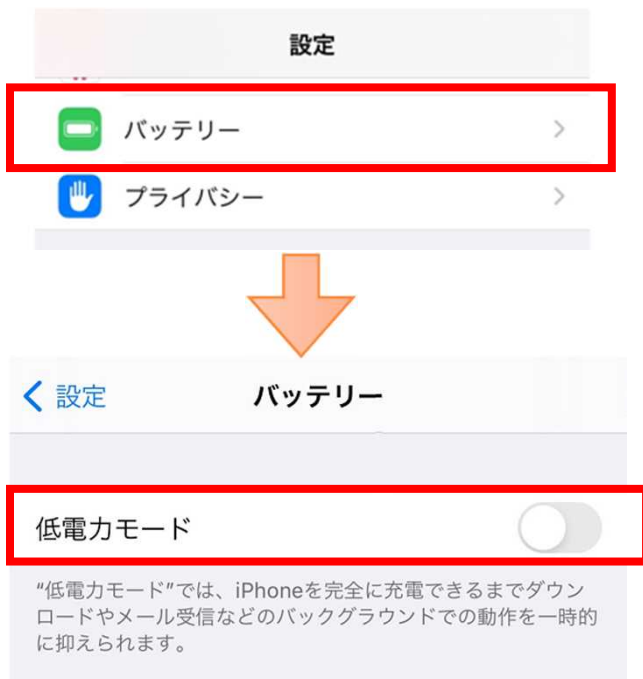 設定
バッテリー
プライバシー
設定
バッテリー
低電力モード
“低電力モード”では、iPhoneを完全に充電できるまでダウン
ロードやメール受信などのバックグラウンドでの動作を一時的
に抑えられます。